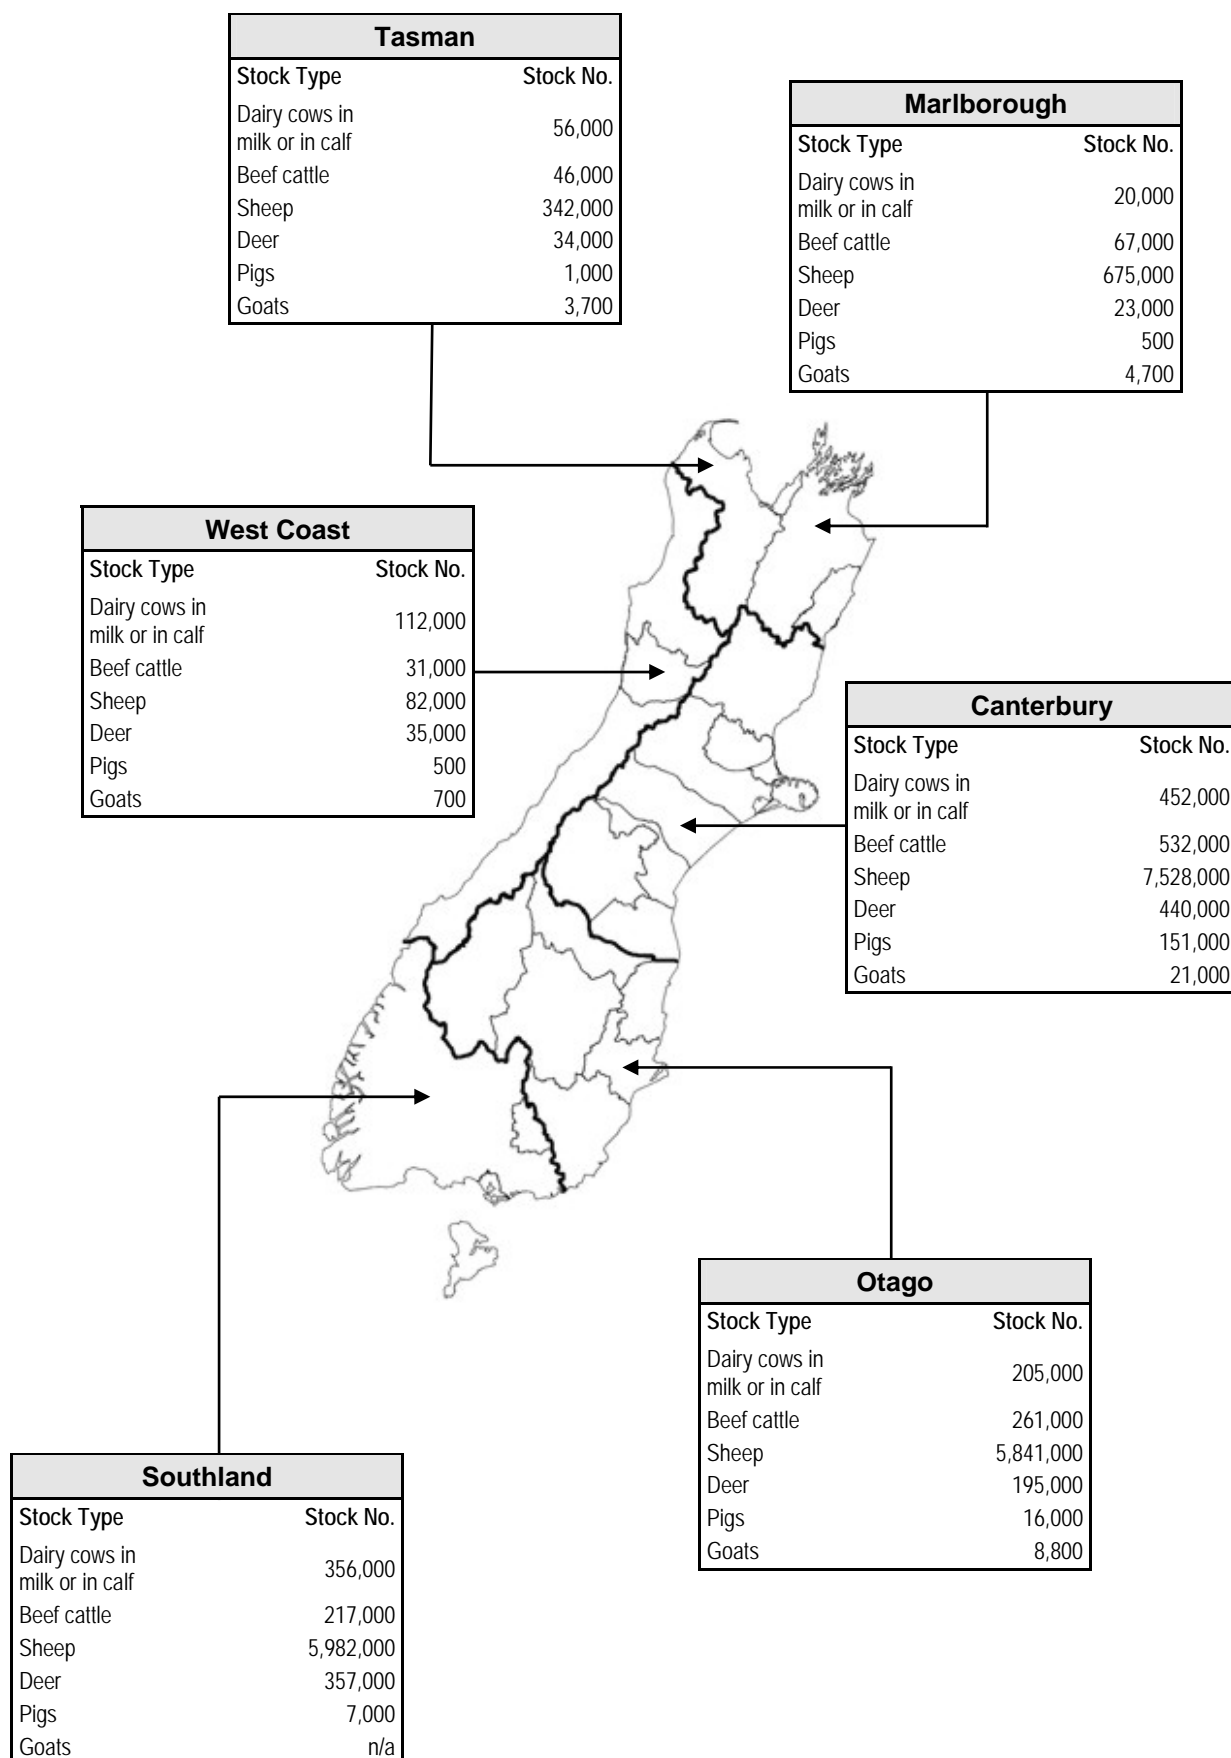 Tasman
Stock Type Stock No.
Dairy cows in
milk or in calf 56,000
Beef cattle 46,000
Sheep 342,000
Deer 34,000
Pigs 1,000
Goats 3,700
Marlborough
Stock Type Stock No.
Dairy cows in
milk or in calf 20,000
Beef cattle 67,000
Sheep 675,000
Deer 23,000
Pigs 500
Goats 4,700
West Coast
Stock Type Stock No.
Dairy cows in
milk or in calf 112,000
Beef cattle 31,000
Sheep 82,000
Deer 35,000
Pigs 500
Goats 700
Canterbury
Stock Type Stock No.
Dairy cows in
milk or in calf 452,000
Beef cattle 532,000
Sheep 7,528,000
Deer 440,000
Pigs 151,000
Goats 21,000
Otago
Stock Type Stock No.
Dairy cows in
milk or in calf 205,000
Beef cattle 261,000
Sheep 5,841,000
Deer 195,000
Pigs 16,000
Goats 8,800
Southland
Stock Type Stock No.
Dairy cows in
milk or in calf 356,000
Beef cattle 217,000
Sheep 5,982,000
Deer 357,000
Pigs 7,000
Goats n/a